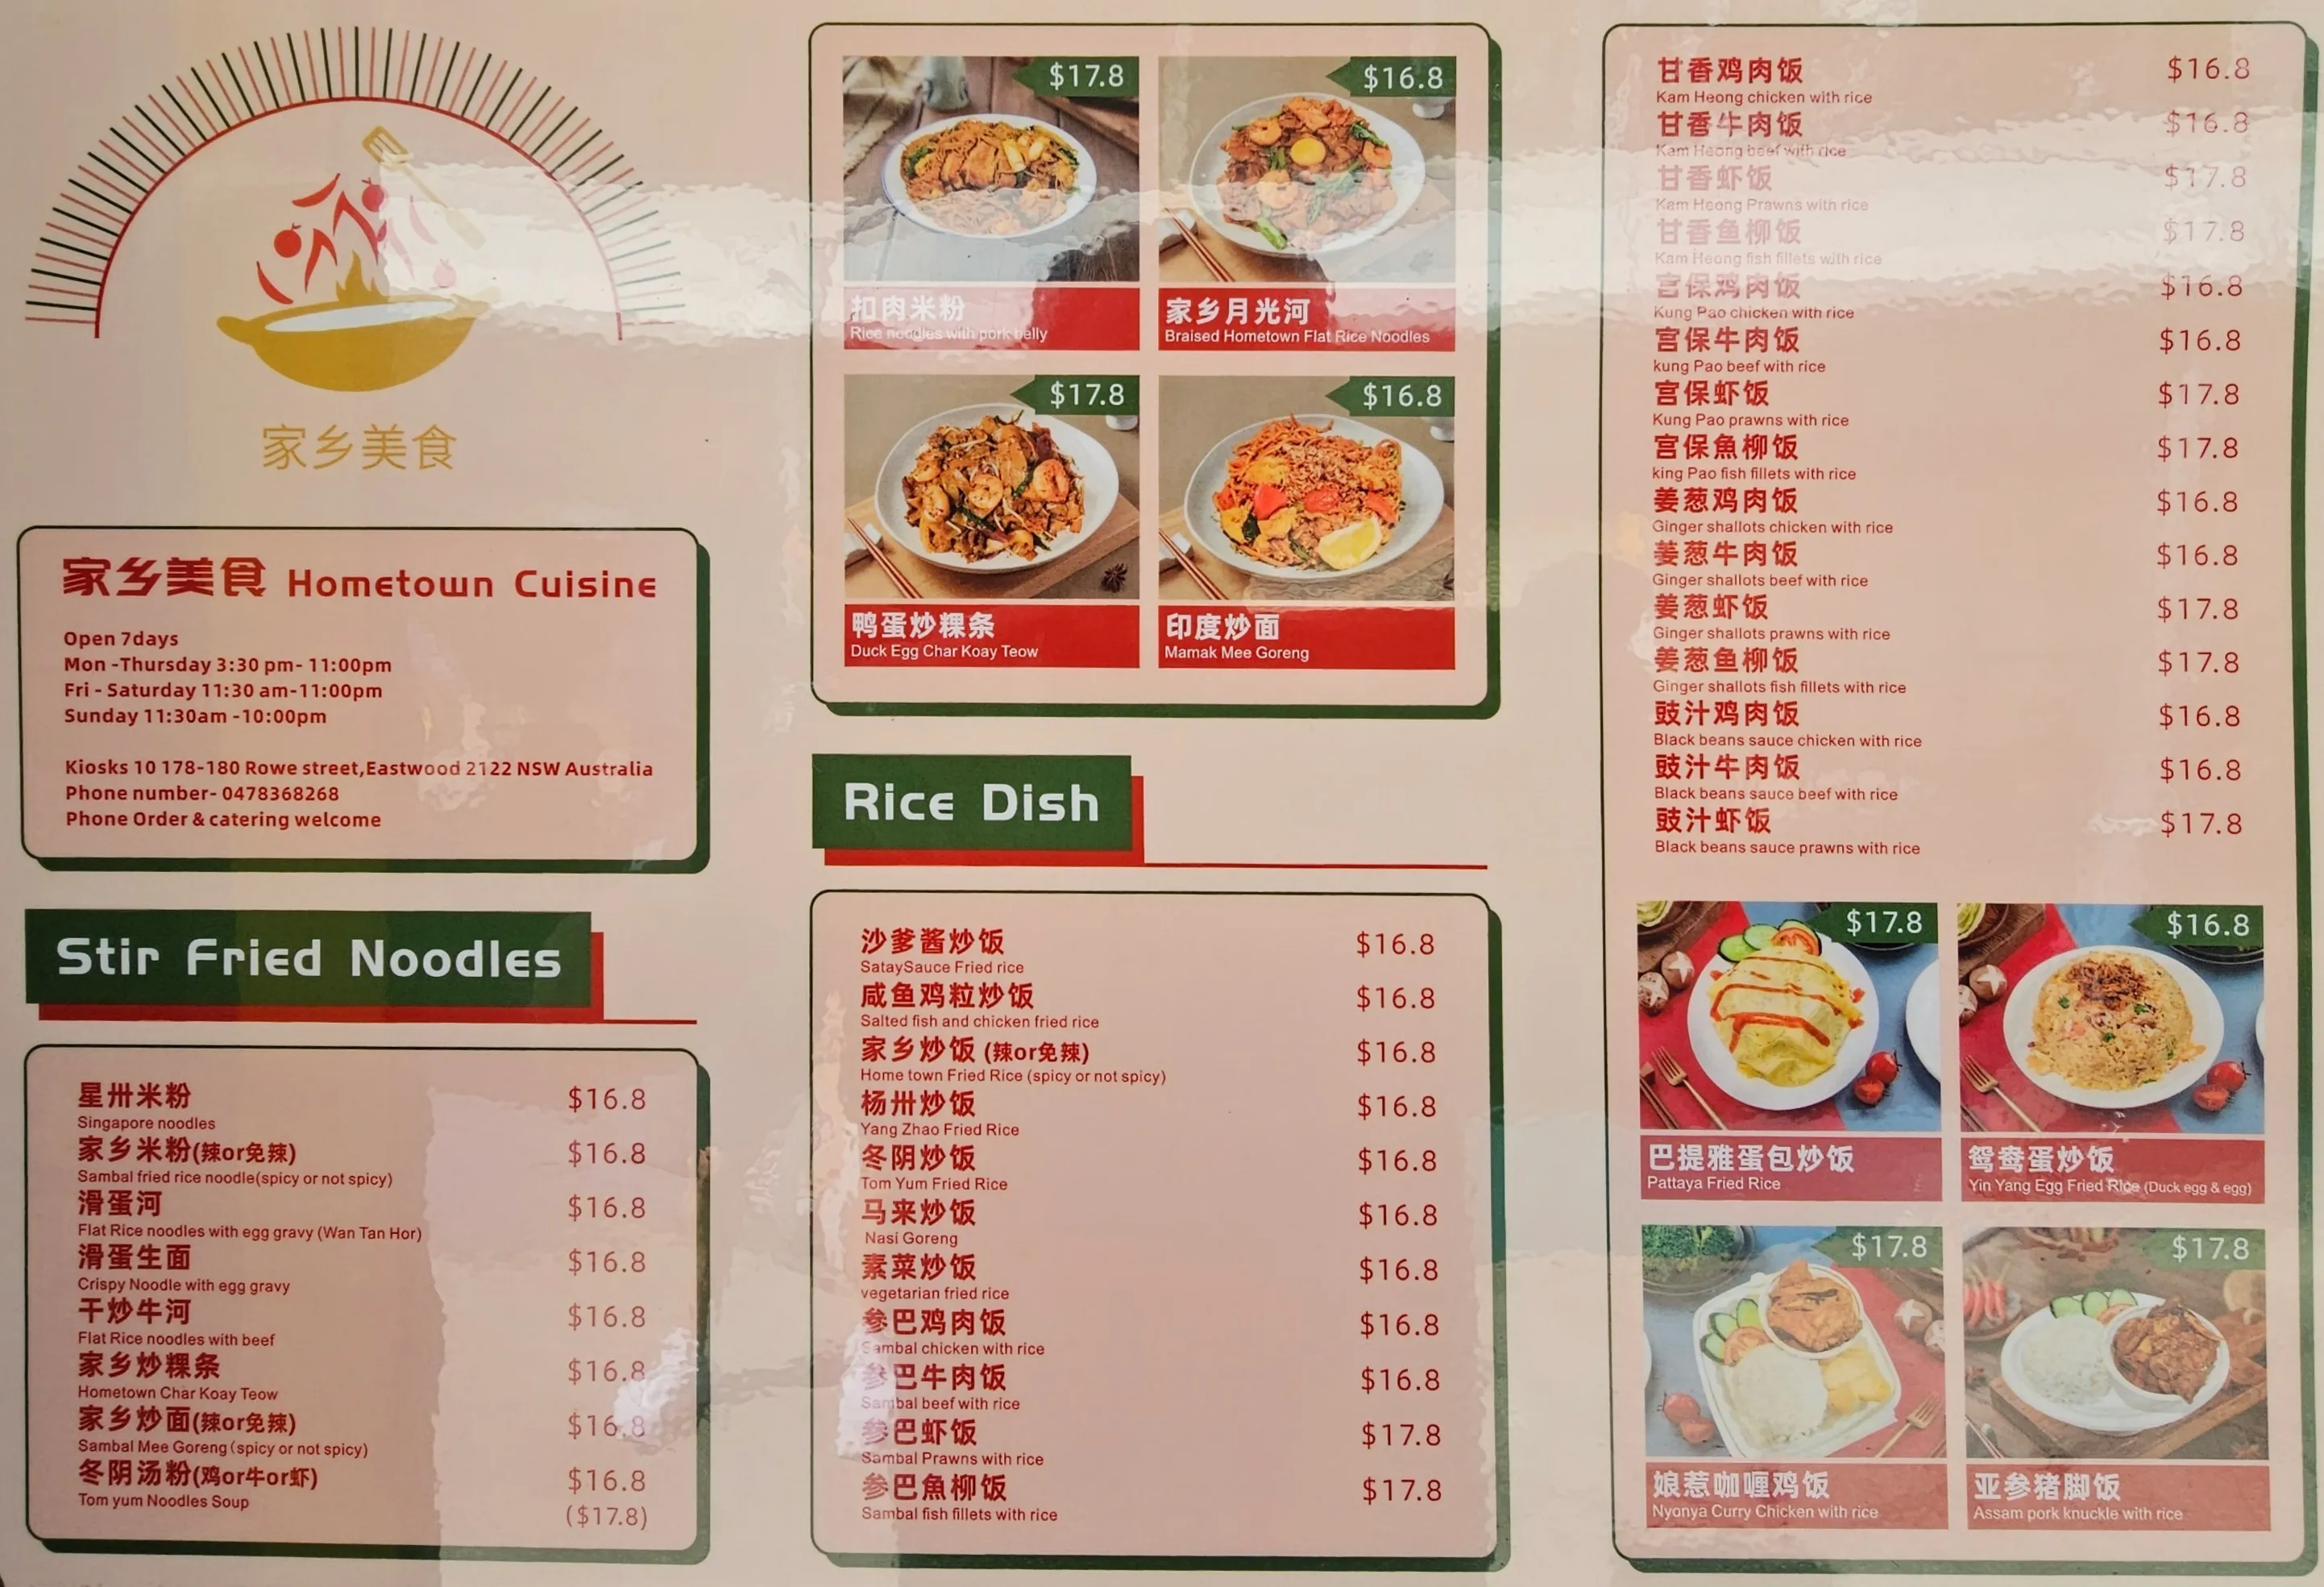 家乡美食
家乡美食 Hometown Cuisine
Open 7days
Mon -Thursday 3:30 pm- 11:00pm
Fri - Saturday 11:30 am-11:00pm
Sunday 11:30am -10:00pm
Kiosks 10 178-180 Rowe street,Eastwood 2122 NSW Australia
Phone number- 0478368268
Phone Order & catering welcome
Stir Fried Noodles
星卅米粉 $16.8
Singapore noodles
家乡米粉(辣or免辣) $16.8
Sambal fried rice noodle(spicy or not spicy)
滑蛋河 $16.8
Flat Rice noodles with egg gravy (Wan Tan Hor)
滑蛋生面 $16.8
Crispy Noodle with egg gravy
干炒牛河 $16.8
Flat Rice noodles with beef
家乡炒粿条 $16.8
Hometown Char Koay Teow
家乡炒面(辣or免辣) $16.8
Sambal Mee Goreng (spicy or not spicy)
冬阴汤粉(鸡or牛or虾) $16.8
Tom yum Noodles Soup
($17.8)
$17.8
扣肉米粉
Rice noodles with pork belly
$16.8
家乡月光河
Braised Hometown Flat Rice Noodles
$17.8
鸭蛋炒粿条
Duck Egg Char Koay Teow
$16.8
印度炒面
Mamak Mee Goreng
Rice Dish
沙爹酱炒饭 $16.8
SataySauce Fried rice
咸鱼鸡粒炒饭 $16.8
Salted fish and chicken fried rice
家乡炒饭 (辣or免辣) $16.8
Home town Fried Rice (spicy or not spicy)
杨卅炒饭 $16.8
Yang Zhao Fried Rice
冬阴炒饭 $16.8
Tom Yum Fried Rice
马来炒饭 $16.8
Nasi Goreng
素菜炒饭 $16.8
vegetarian fried rice
参巴鸡肉饭 $16.8
Sambal chicken with rice
参巴牛肉饭 $16.8
Sambal beef with rice
参巴虾饭 $17.8
Sambal Prawns with rice
参巴魚柳饭 $17.8
Sambal fish fillets with rice
甘香鸡肉饭 $16.8
Kam Heong chicken with rice
甘香牛肉饭 $16.8
Kam Heong beef with rice
甘香虾饭 $17.8
Kam Heong Prawns with rice
甘香鱼柳饭 $17.8
Kam Heong fish fillets with rice
宫保鸡肉饭 $16.8
Kung Pao chicken with rice
宫保牛肉饭 $16.8
kung Pao beef with rice
宫保虾饭 $17.8
Kung Pao prawns with rice
宫保魚柳饭 $17.8
king Pao fish fillets with rice
姜葱鸡肉饭 $16.8
Ginger shallots chicken with rice
姜葱牛肉饭 $16.8
Ginger shallots beef with rice
姜葱虾饭 $17.8
Ginger shallots prawns with rice
姜葱鱼柳饭 $17.8
Ginger shallots fish fillets with rice
豉汁鸡肉饭 $16.8
Black beans sauce chicken with rice
豉汁牛肉饭 $16.8
Black beans sauce beef with rice
豉汁虾饭 $17.8
Black beans sauce prawns with rice
$17.8
巴提雅蛋包炒饭
Pattaya Fried Rice
$16.8
鸳鸯蛋炒饭
Yin Yang Egg Fried Rice (Duck egg & egg)
$17.8
娘惹咖喱鸡饭
Nyonya Curry Chicken with rice
$17.8
亚参猪脚饭
Assam pork knuckle with rice